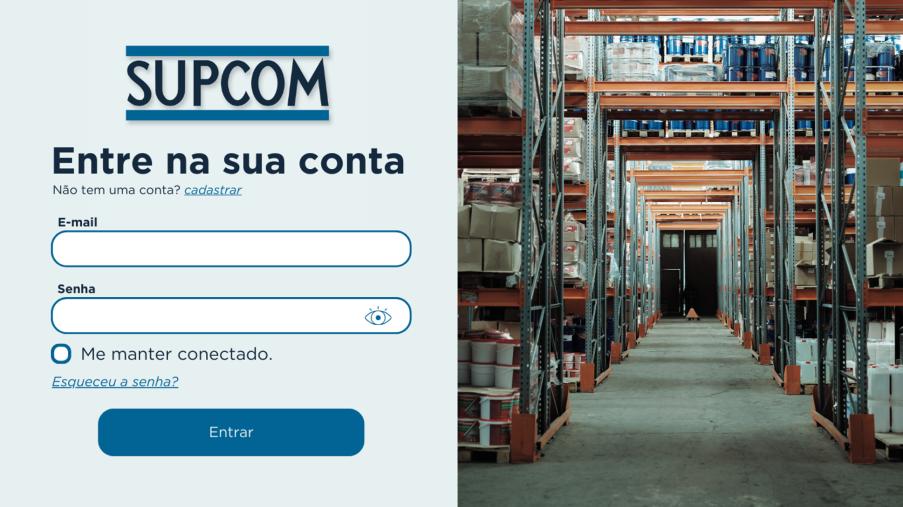 SUPCOM
Entre na sua conta
Não tem uma conta? cadastrar
E-mail
Senha
Me manter conectado.
Esqueceu a senha?
Entrar